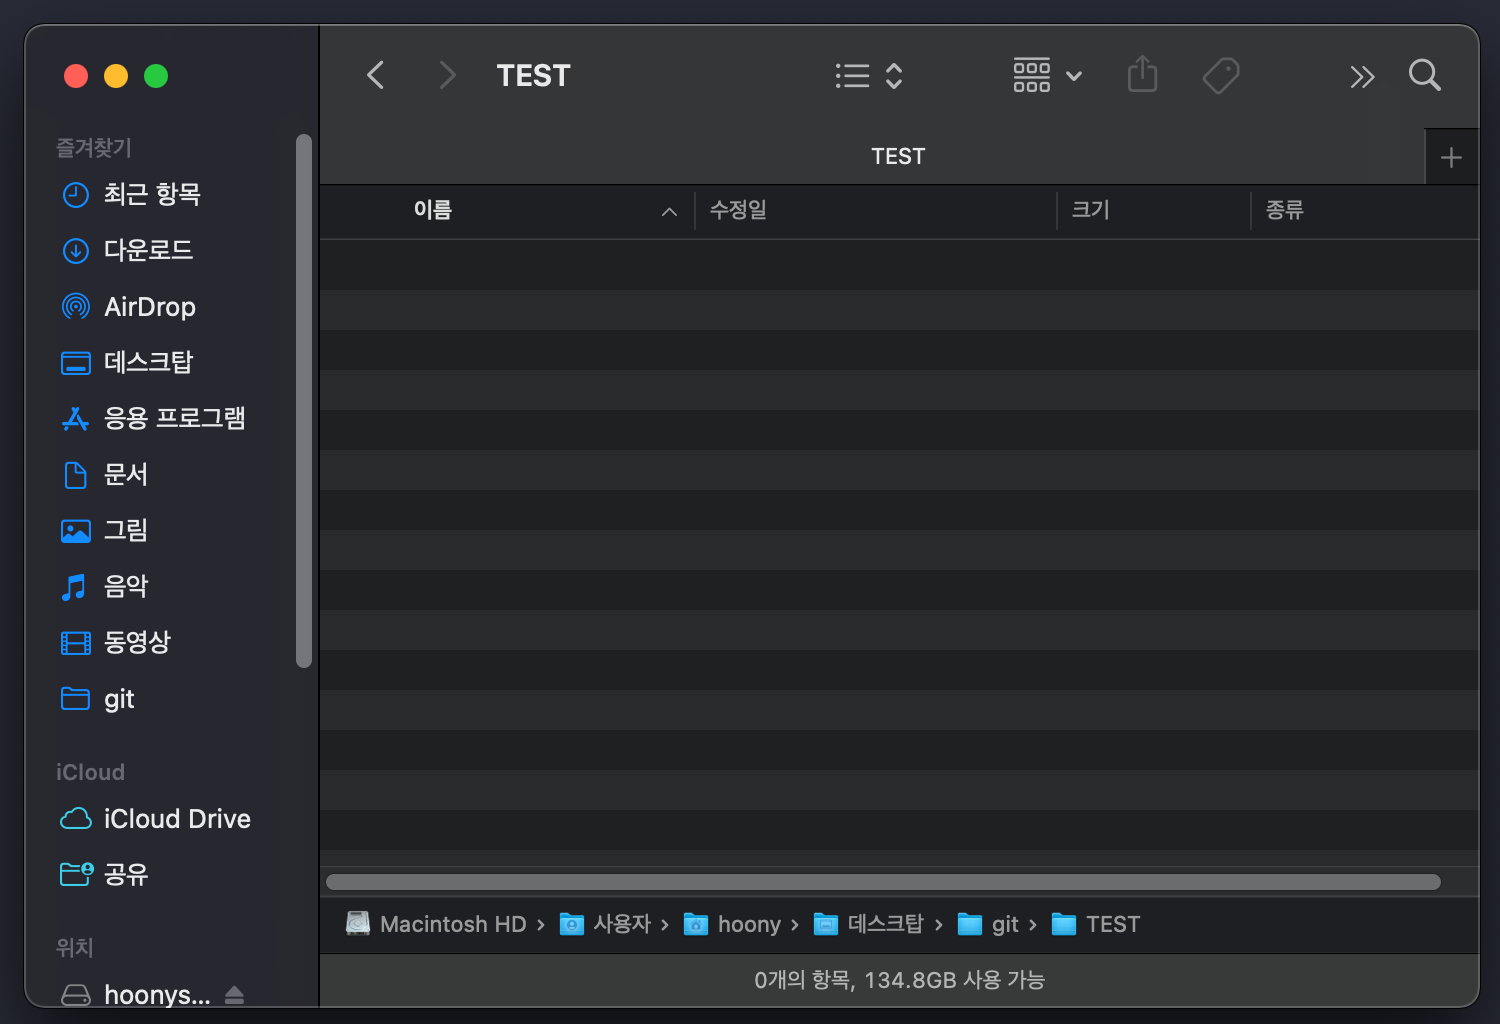 TEST
TEST
즐겨찾기
최근 항목
다운로드
AirDrop
데스크탑
응용 프로그램
문서
그림
음악
동영상
git
iCloud
iCloud Drive
공유
위치
hoonys...
이름 수정일 크기 종류
Macintosh HD › 사용자 › hoony › 데스크탑 › git › TEST
0개의 항목, 134.8GB 사용 가능